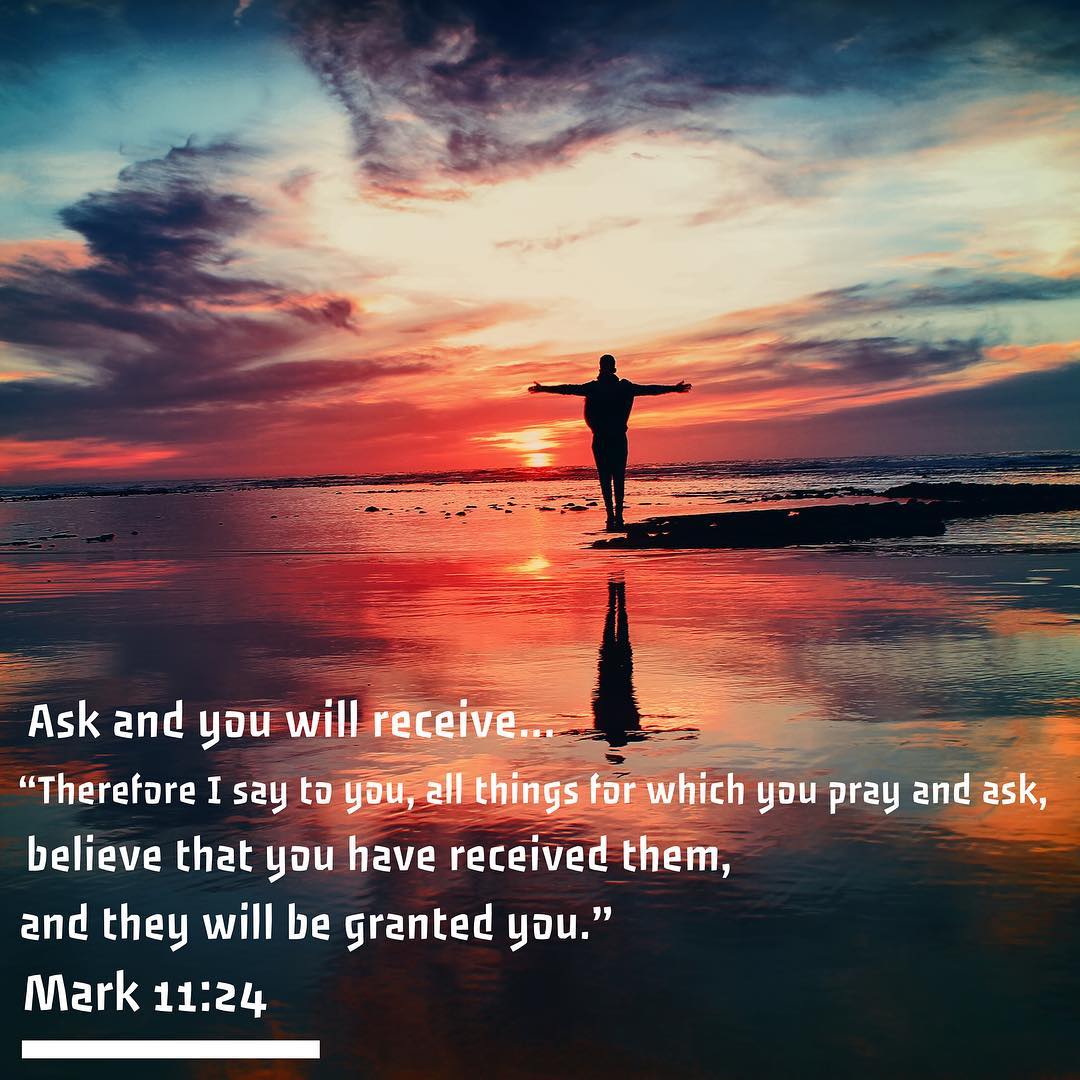 Ask and you will receive...
“Therefore I say to you, all things for which you pray and ask,
believe that you have received them,
and they will be granted you.”
Mark 11:24